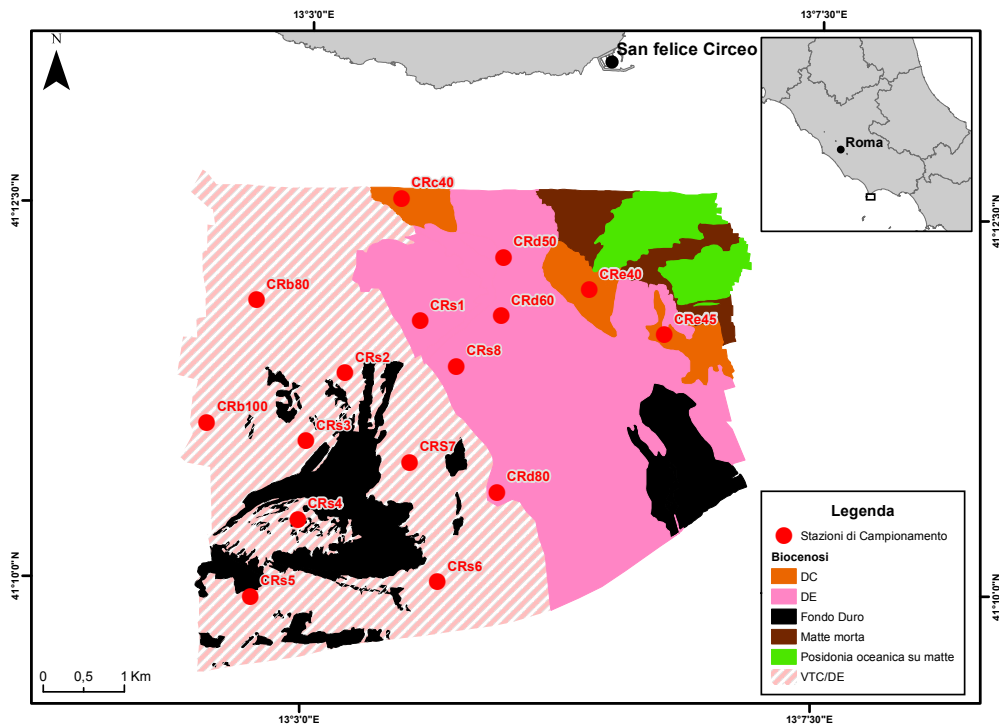 13°3'0"E
13°7'30"E
N
San felice Circeo
Roma
41°12'30"N
41°12'30"N
CRc40
CRd50
CRe40
CRb80
CRs1
CRd60
CRe45
CRs8
CRs2
CRb100
CRs3
CRS7
CRd80
CRs4
CRs6
CRs5
41°10'0"N
41°10'0"N
Legenda
Stazioni di Campionamento
Biocenosi
DC
DE
Fondo Duro
Matte morta
Posidonia oceanica su matte
VTC/DE
0 0,5 1 Km
13°3'0"E
13°7'30"E